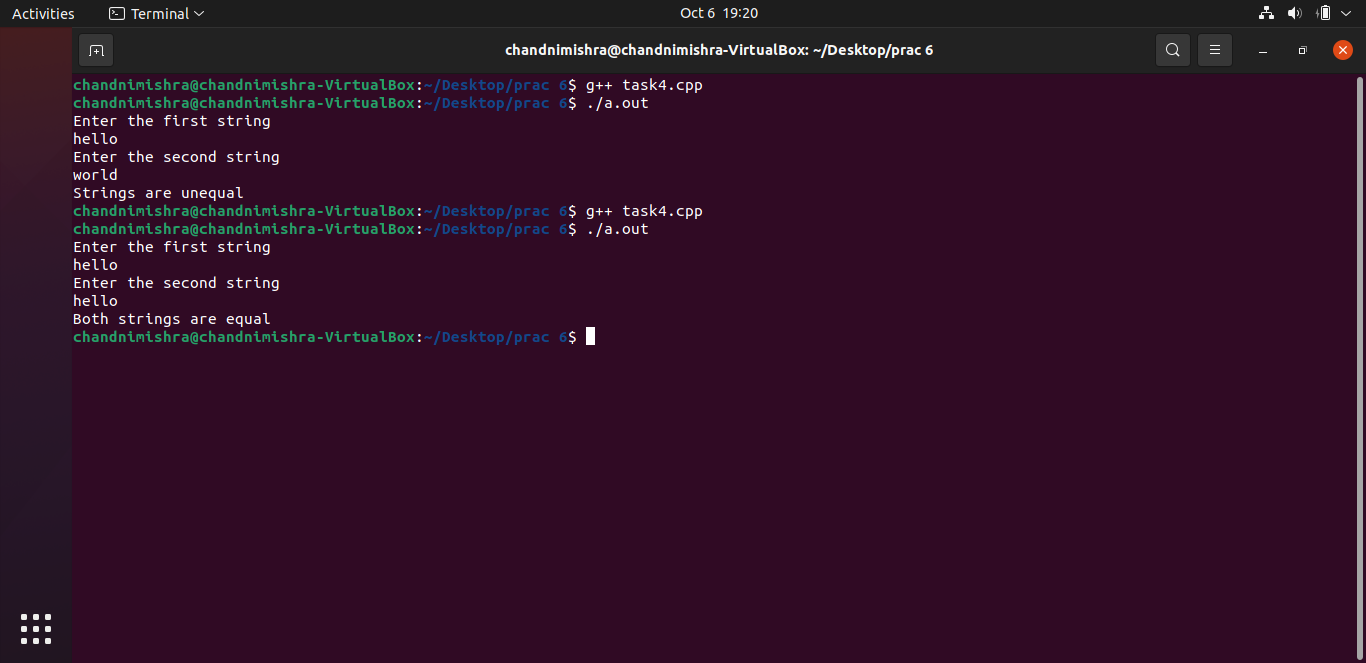 Activities Terminal Oct 6 19:20
chandnimishra@chandnimishra-VirtualBox: ~/Desktop/prac 6
chandnimishra@chandnimishra-VirtualBox:~/Desktop/prac 6$ g++ task4.cpp
chandnimishra@chandnimishra-VirtualBox:~/Desktop/prac 6$ ./a.out
Enter the first string
hello
Enter the second string
world
Strings are unequal
chandnimishra@chandnimishra-VirtualBox:~/Desktop/prac 6$ g++ task4.cpp
chandnimishra@chandnimishra-VirtualBox:~/Desktop/prac 6$ ./a.out
Enter the first string
hello
Enter the second string
hello
Both strings are equal
chandnimishra@chandnimishra-VirtualBox:~/Desktop/prac 6$